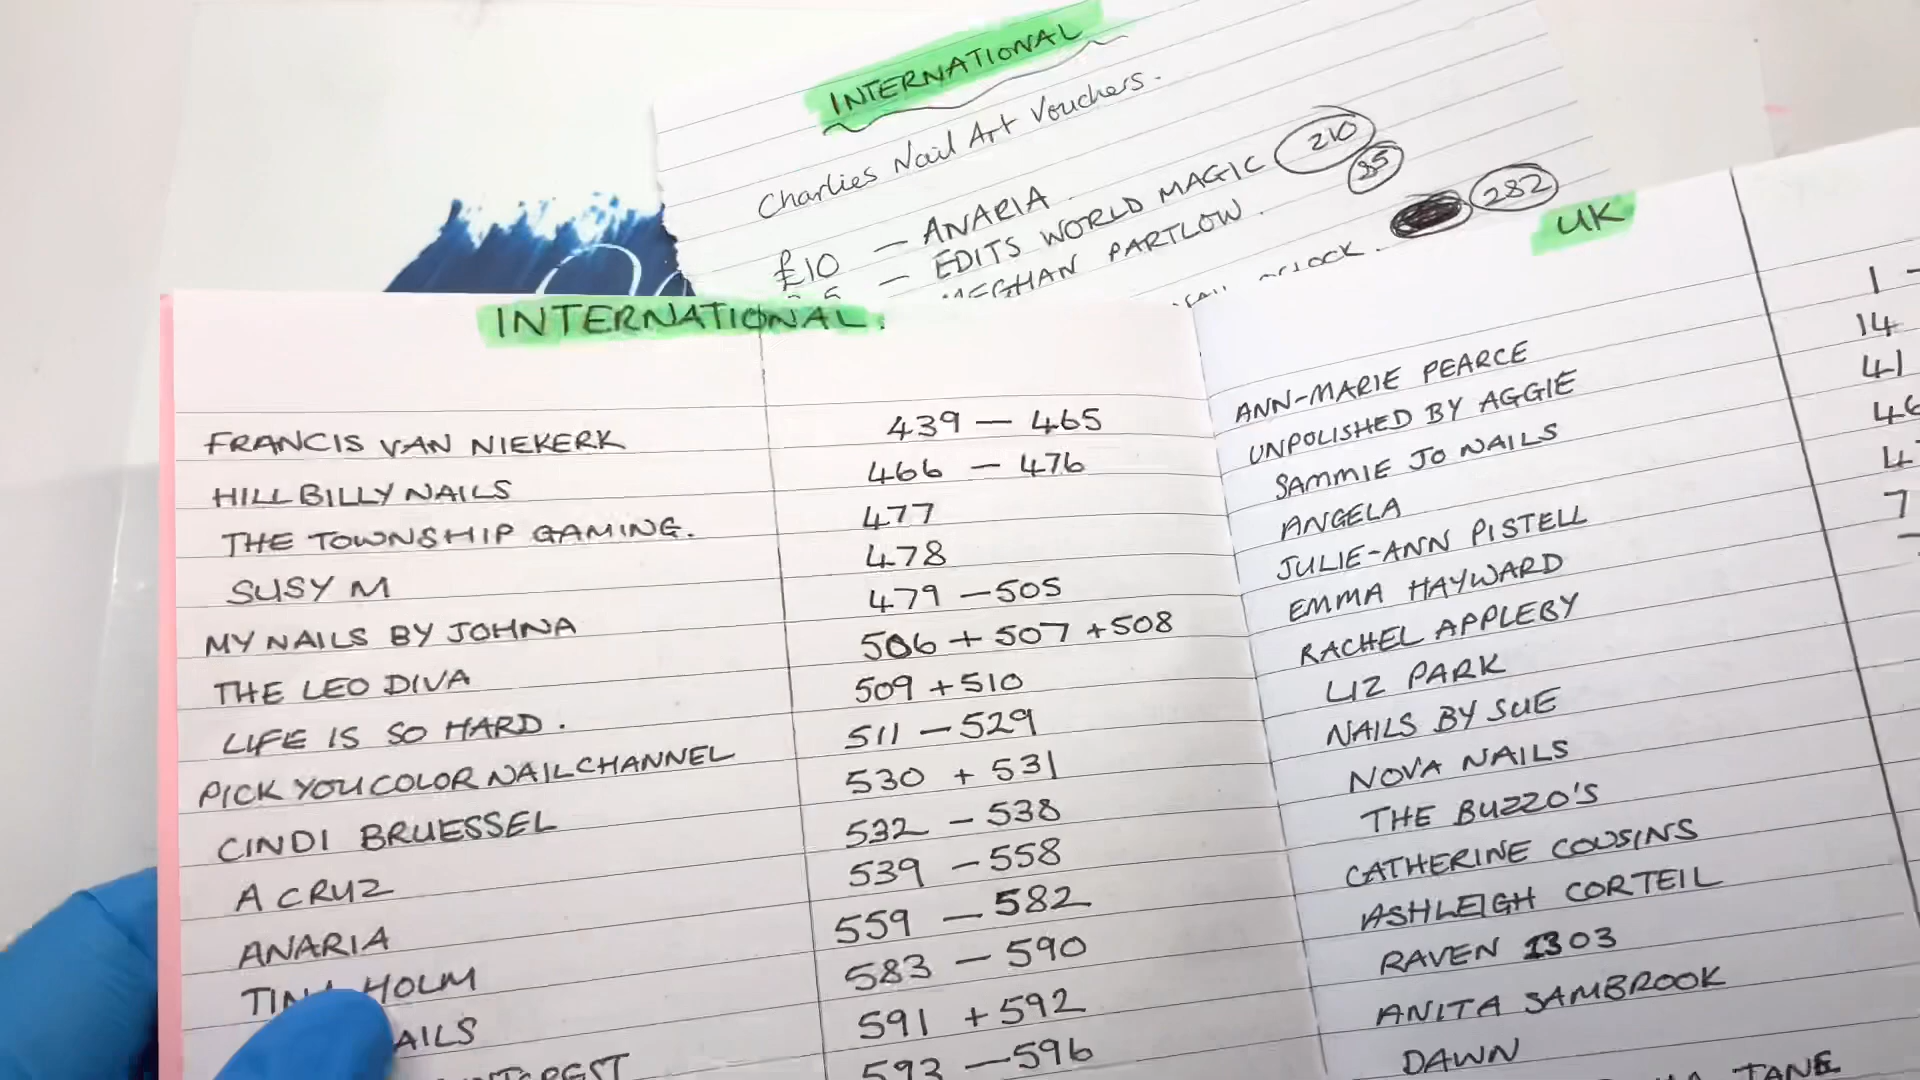 INTERNATIONAL
Charlies Nail Art Vouchers.
£10 — ANARIA 210
— EDITS WORLD MAGIC 35
MEGHAN PARTLOW. 282
INTERNATIONAL.
FRANCIS VAN NIEKERK 439 — 465
HILLBILLY NAILS 466 — 476
THE TOWNSHIP GAMING. 477
SUSY M 478
MY NAILS BY JOHNA 479 — 505
THE LEO DIVA 506 + 507 + 508
LIFE IS SO HARD. 509 + 510
PICK YOU COLOR NAIL CHANNEL 511 — 529
CINDI BRUESSEL 530 + 531
A CRUZ 532 — 538
ANARIA 539 — 558
TINA HOLM 559 — 582
583 — 590
591 + 592
593 — 596
UK
ANN-MARIE PEARCE 1 -
UNPOLISHED BY AGGIE 14
SAMMIE JO NAILS 41
ANGELA 46
JULIE-ANN PISTELL
EMMA HAYWARD
RACHEL APPLEBY
LIZ PARK
NAILS BY SUE
NOVA NAILS
THE BUZZO'S
CATHERINE COUSINS
ASHLEIGH CORTEIL
RAVEN 1303
ANITA SAMBROOK
DAWN